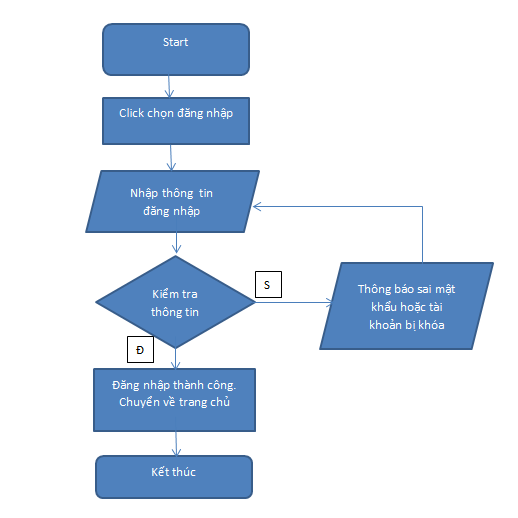 Start
Click chọn đăng nhập
Nhập thông tin
đăng nhập
Kiểm tra
thông tin
S
Thông báo sai mật
khẩu hoặc tài
khoản bị khóa
Đ
Đăng nhập thành công.
Chuyển về trang chủ
Kết thúc